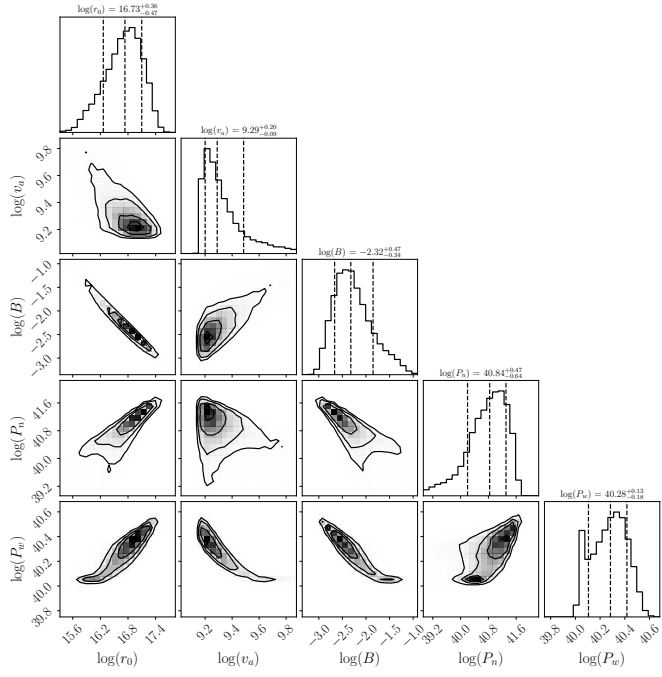 log(r₀) = 16.73⁺⁰·³⁶₋₀.₄₇
log(vₐ) = 9.29⁺⁰·²⁰₋₀.₀₉
9.8
9.6
9.4
9.2
log(vₐ)
log(B) = −2.32⁺⁰·⁴⁷₋₀.₃₄
−1.0
−1.5
−2.0
−2.5
−3.0
log(B)
log(Pₙ) = 40.84⁺⁰·⁴⁷₋₀.₆₄
41.6
40.8
40.0
39.2
log(Pₙ)
log(P_w) = 40.28⁺⁰·¹³₋₀.₁₈
40.6
40.4
40.2
40.0
39.8
log(P_w)
15.6 16.2 16.8 17.4
9.2 9.4 9.6 9.8
−3.0 −2.5 −2.0 −1.5 −1.0
39.2 40.0 40.8 41.6
39.8 40.0 40.2 40.4 40.6
log(r₀) log(vₐ) log(B) log(Pₙ) log(P_w)